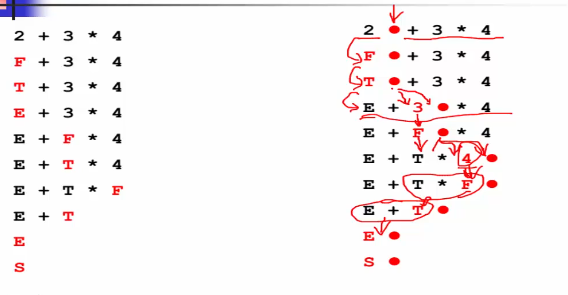 2 + 3 * 4
F + 3 * 4
T + 3 * 4
E + 3 * 4
E + F * 4
E + T * 4
E + T * F
E + T
E
S
2 ● + 3 * 4
F ● + 3 * 4
T ● + 3 * 4
E + 3 ● * 4
E + F ● * 4
E + T * 4 ●
E + T * F ●
E + T ●
E ●
S ●